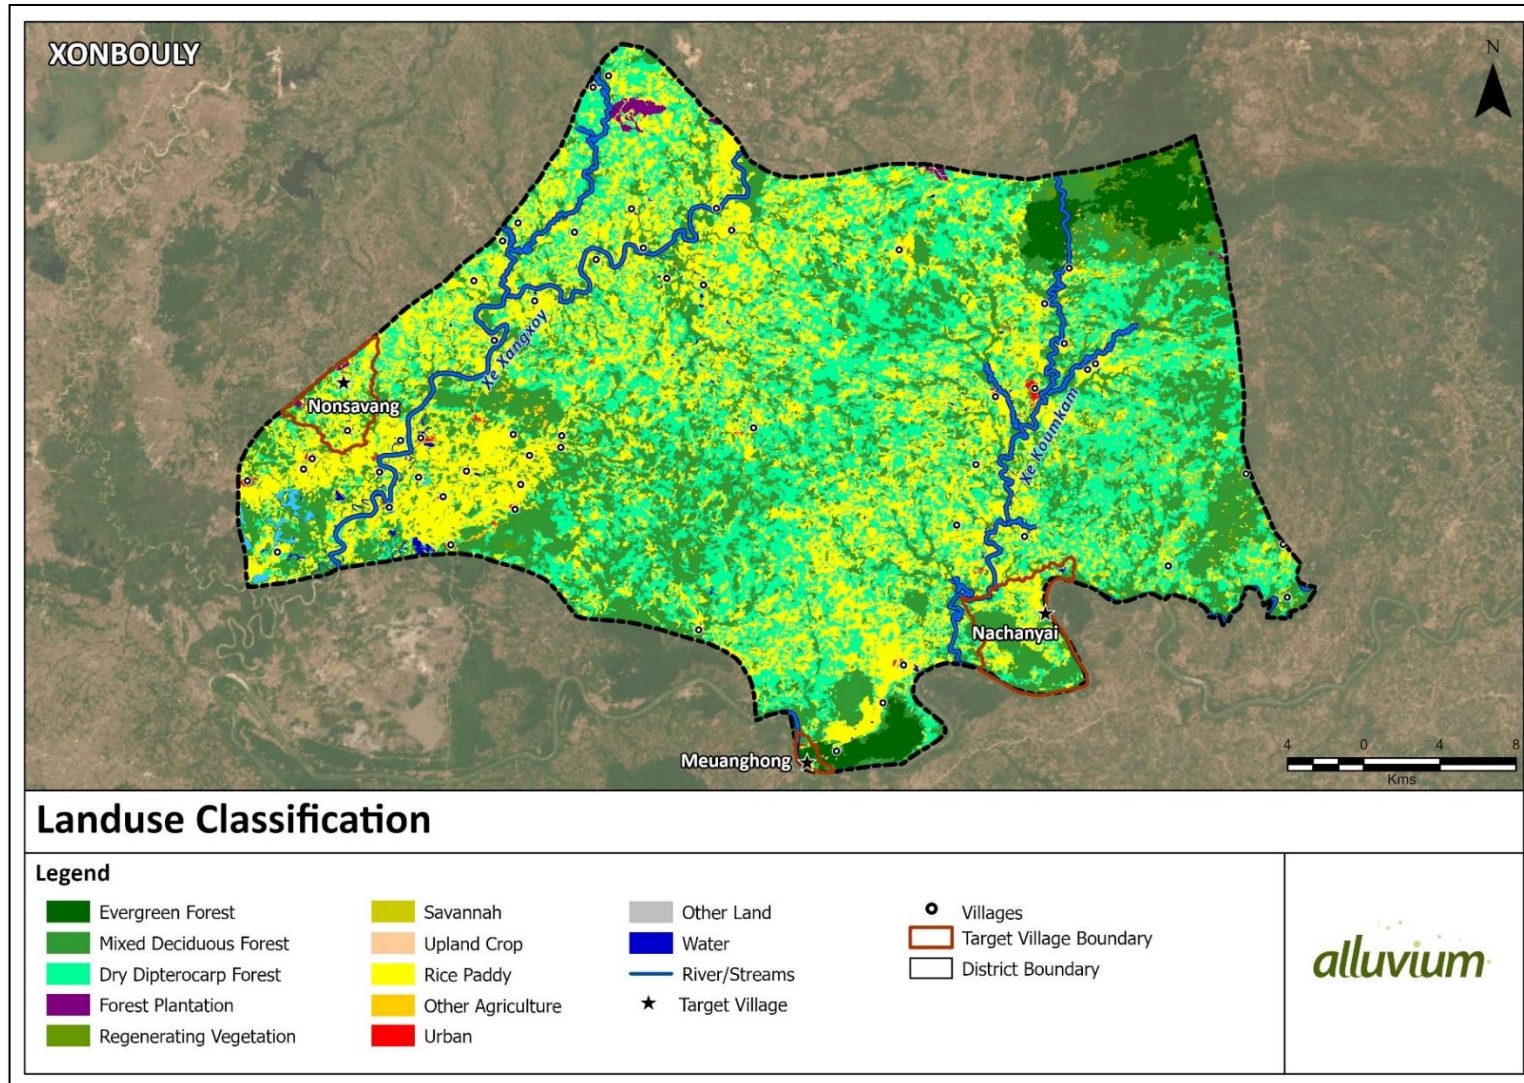 XONBOULY
N
Xe Xangxoy
Nonsavang
Xe Koumkam
Nachanyai
Meuanghong
4 0 4 8
Kms
Landuse Classification
Legend
Evergreen Forest
Mixed Deciduous Forest
Dry Dipterocarp Forest
Forest Plantation
Regenerating Vegetation
Savannah
Upland Crop
Rice Paddy
Other Agriculture
Urban
Other Land
Water
River/Streams
Target Village
Villages
Target Village Boundary
District Boundary
alluvium